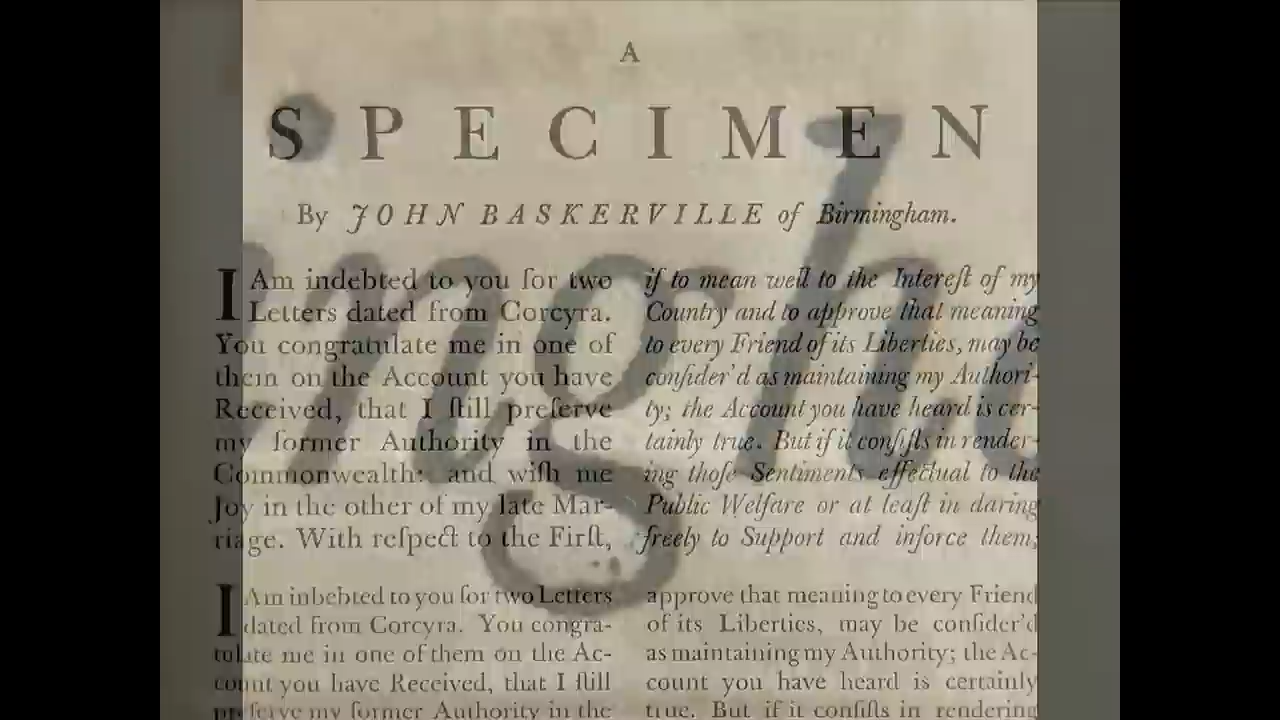 A
SPECIMEN
By JOHN BASKERVILLE of Birmingham.
I Am indebted to you ſor two
Letters dated from Corcyra.
You congratulate me in one of
them on the Account you have
Received, that I ſtill preſerve
my former Authority in the
Commonwealth: and wiſh me
Joy in the other of my late Mar-
riage. With reſpect to the Firſt,
if to mean well to the Intereſt of my
Country and to approve that meaning
to every Friend of its Liberties, may be
conſider'd as maintaining my Authori-
ty; the Account you have heard is cer-
tainly true. But if it conſiſts in render-
ing thoſe Sentiments effectual to the
Public Welfare or at leaſt in daring
freely to Support and inforce them;
I Am inbebted to you for two Letters
dated from Corcyra. You congra-
tulate me in one of them on the Ac-
count you have Received, that I ſtill
preſerve my former Authority in the
approve that meaning to every Friend
of its Liberties, may be conſider'd
as maintaining my Authority; the Ac-
count you have heard is certainly
true. But if it conſiſts in rendering